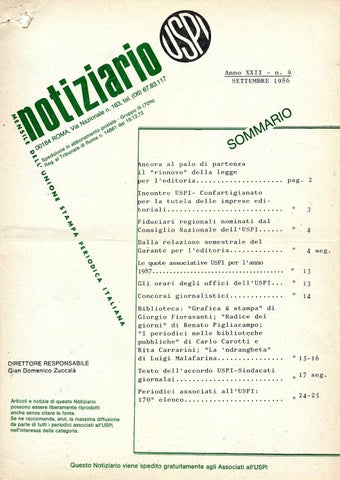 notiziario
USPI
MENSILE DELL'UNIONE STAMPA PERIODICA ITALIANA
00184 ROMA, Via Nazionale n. 163, tel. (06) 67.83.117
Spedizione in abbonamento postale - Gruppo III (70%)
Reg. al Tribunale di Roma n. 14861 del 19.12.72
Anno XXII - n. 9
SETTEMBRE 1986
SOMMARIO
Ancora al palo di partenza
il "rinnovo" della legge
per l'editoria............... pag. 2
Incontro USPI- Confartigianato
per la tutela delle imprese edi-
toriali...................... " 3
Fiduciari regionali nominati dal
Consiglio Nazionale dell'USPI...... " 4
Dalla relazione semestrale del
Garante per l'editoria........ " 4 seg.
Le quote associative USPI per l'anno
1987......................... " 13
Gli orari degli uffici dell'USPI... " 13
Concorsi giornalistici....... " 14
Biblioteca: "Grafica & stampa" di
Giorgio Fioravanti; "Radice dei
giorni" di Renato Pigliacampo;
"I periodici nelle biblioteche
pubbliche" di Carlo Carotti e
Rita Carrarini; "La 'ndrangheta"
di Luigi Malafarina.......... " 15-16
Testo dell'accordo USPI-Sindacati
giornalai.................... " 17 seg.
Periodici associati all'USPI:
170° elenco.................. " 24-25
DIRETTORE RESPONSABILE
Gian Domenico Zuccalà
Articoli e notizie di questo Notiziario
possono essere liberamente riprodotti
anche senza citare la fonte.
Se ne raccomanda, anzi, la massima diffusione
da parte di tutti i periodici associati all'USPI,
nell'interesse della categoria.
Questo Notiziario viene spedito gratuitamente agli Associati all'USPI